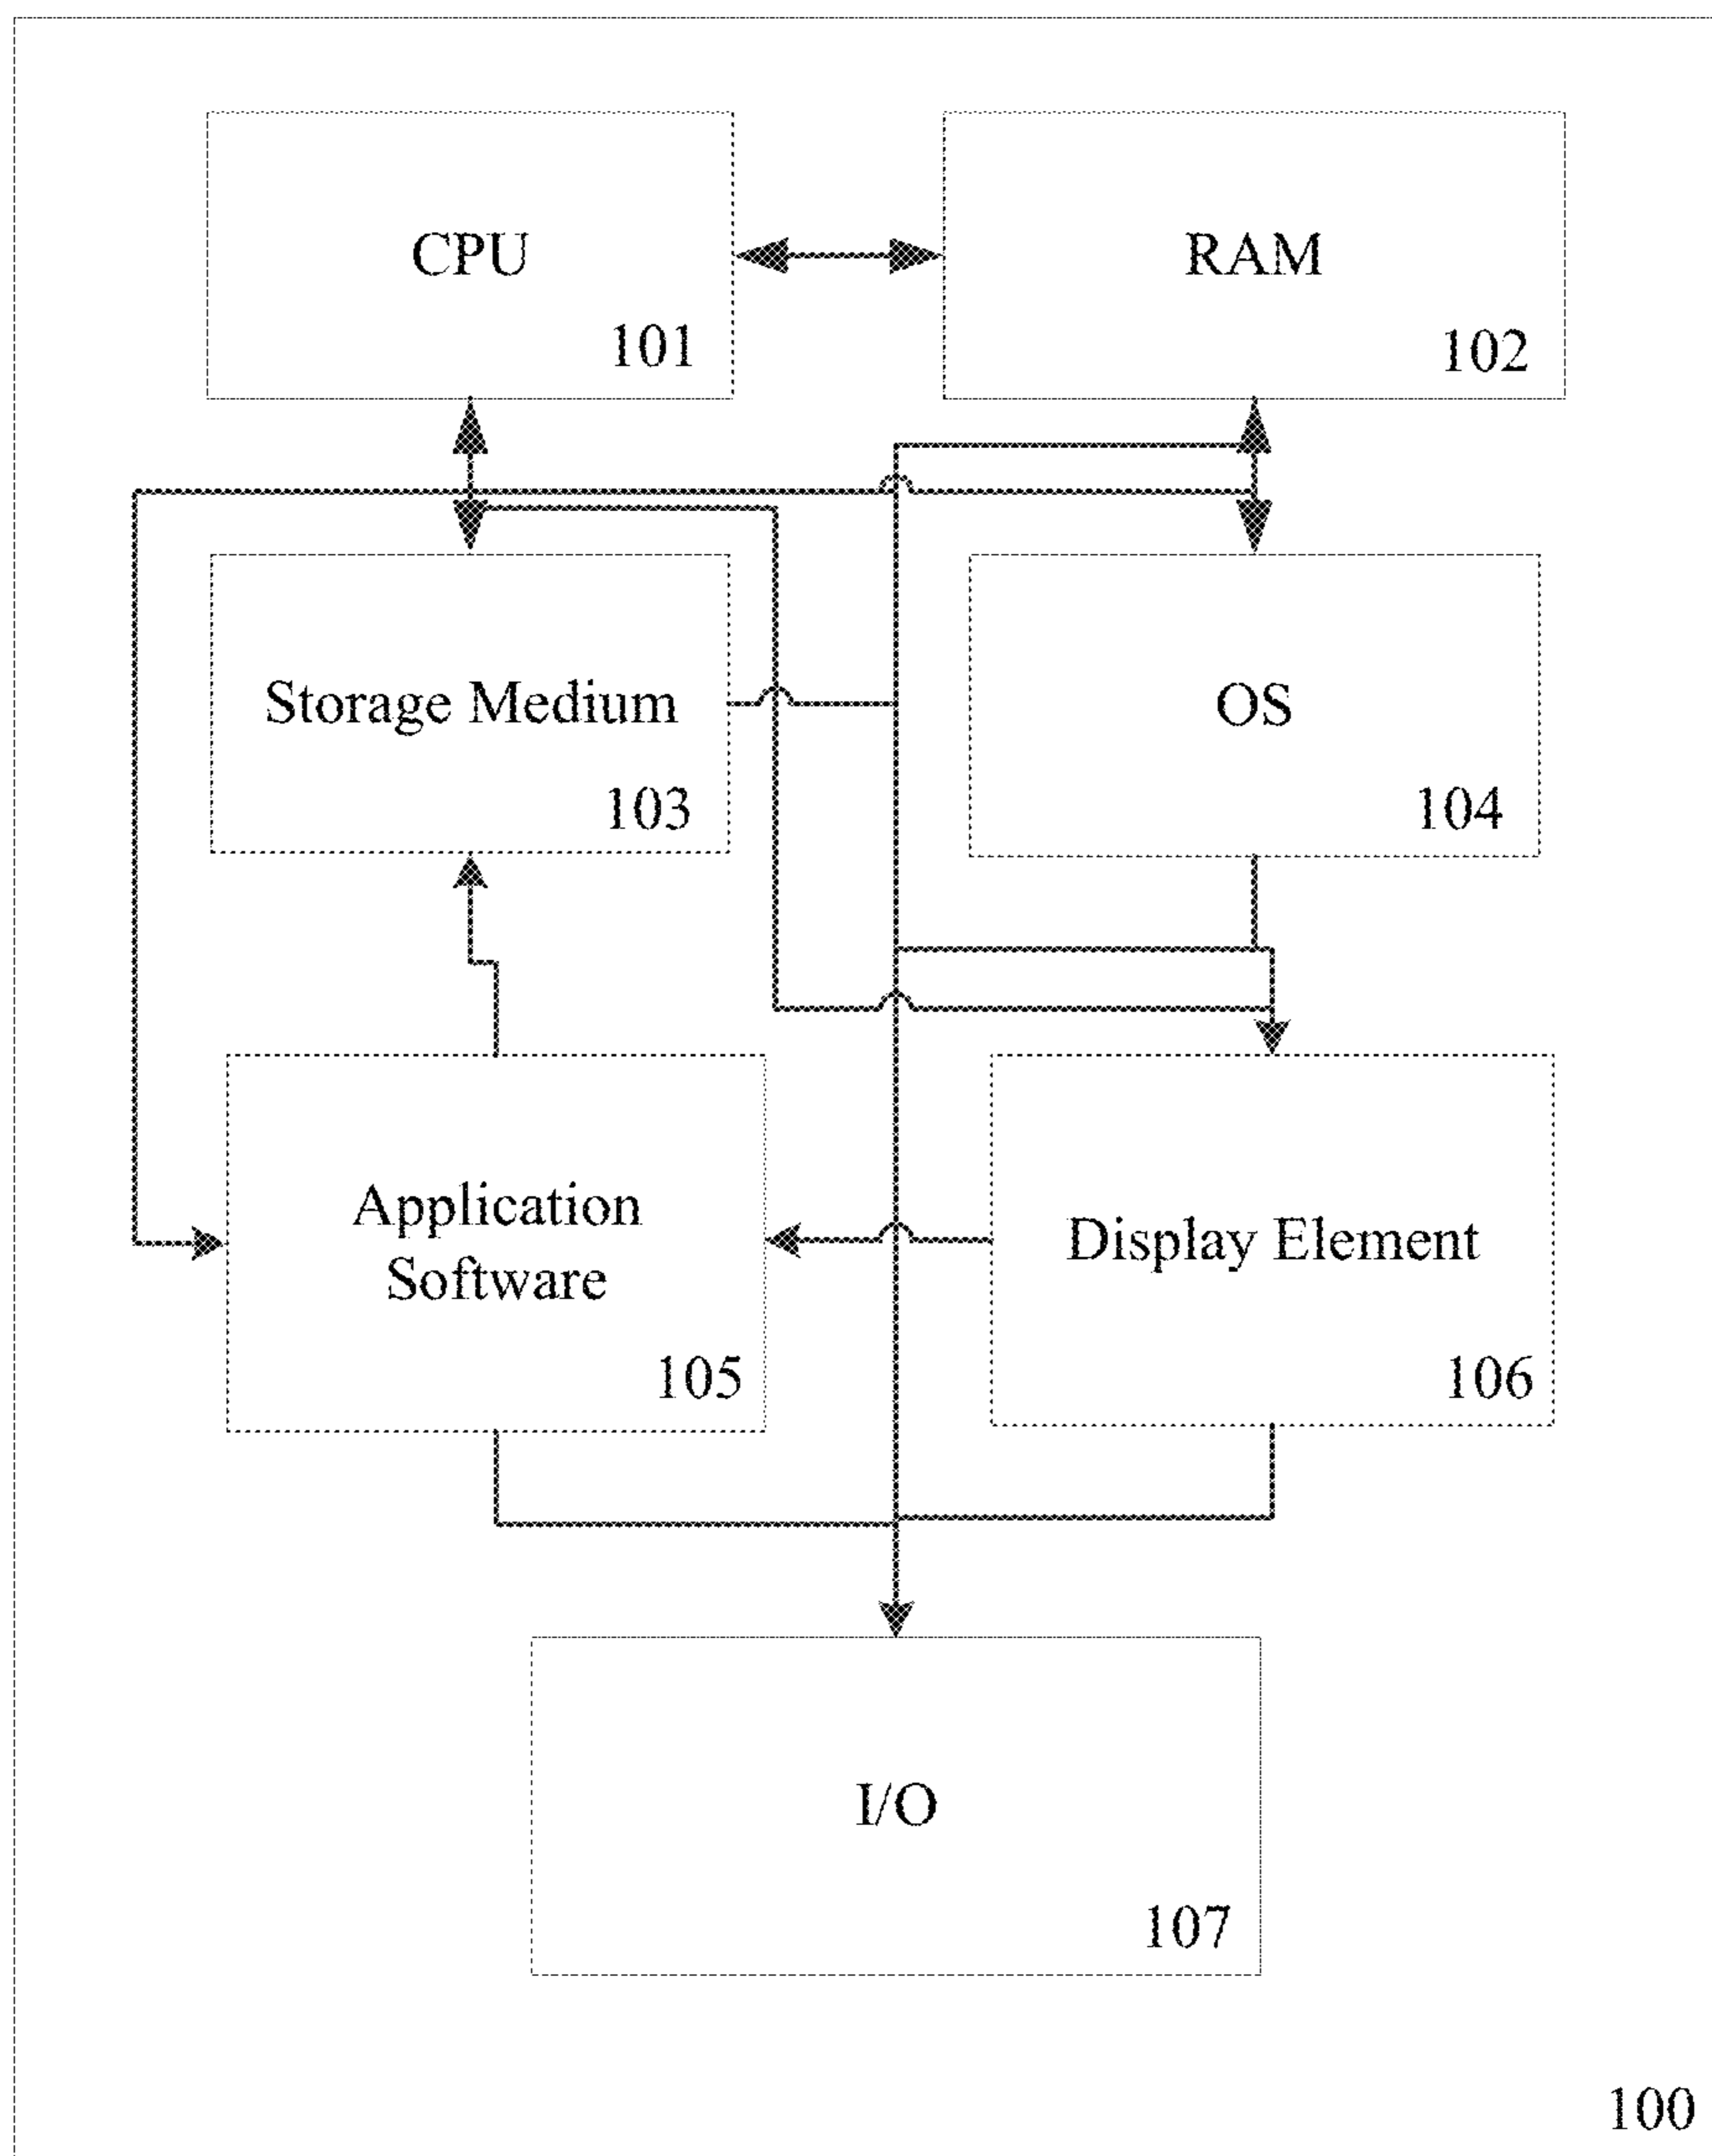 CPU
101
RAM
102
Storage Medium
103
OS
104
Application
Software
105
Display Element
106
I/O
107
100